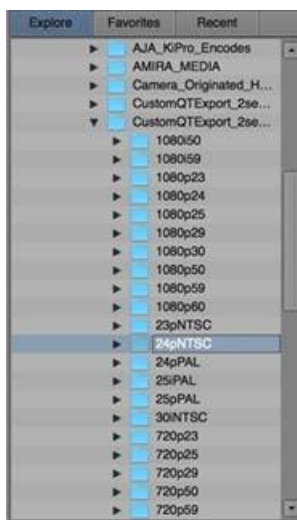 Explore Favorites Recent
AJA_KiPro_Encodes
AMIRA_MEDIA
Camera_Originated_H...
CustomQTExport_2se...
CustomQTExport_2se...
1080i50
1080i59
1080p23
1080p24
1080p25
1080p29
1080p30
1080p50
1080p59
1080p60
23pNTSC
24pNTSC
24pPAL
25iPAL
25pPAL
30iNTSC
720p23
720p25
720p29
720p50
720p59